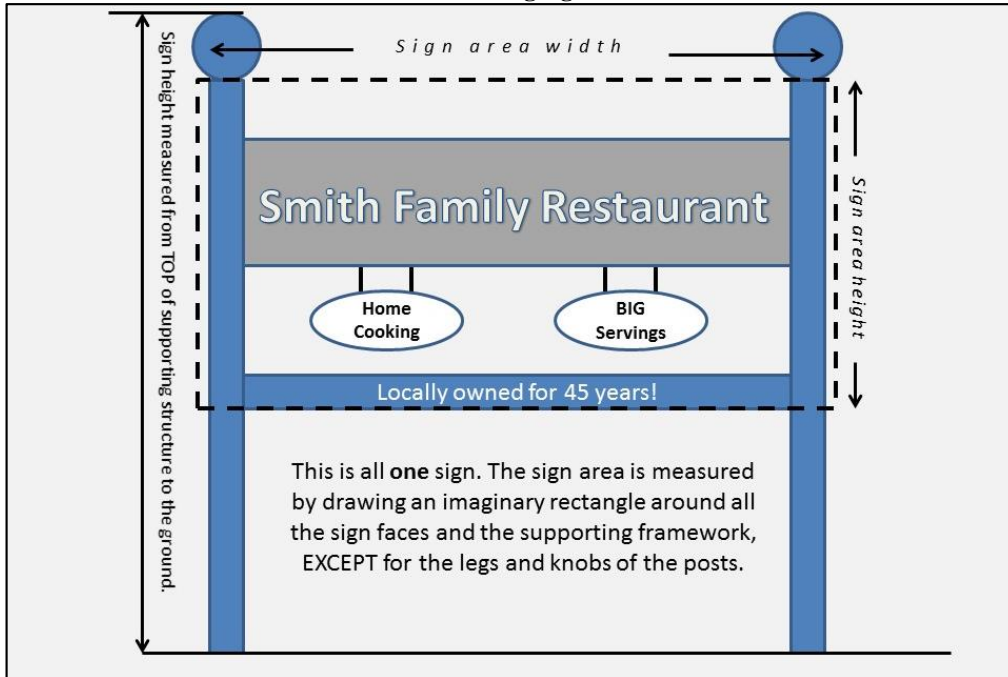 Sign area width
Sign height measured from TOP of supporting structure to the ground.
Smith Family Restaurant
Sign area height
Home
Cooking
BIG
Servings
Locally owned for 45 years!
This is all one sign. The sign area is measured
by drawing an imaginary rectangle around all
the sign faces and the supporting framework,
EXCEPT for the legs and knobs of the posts.